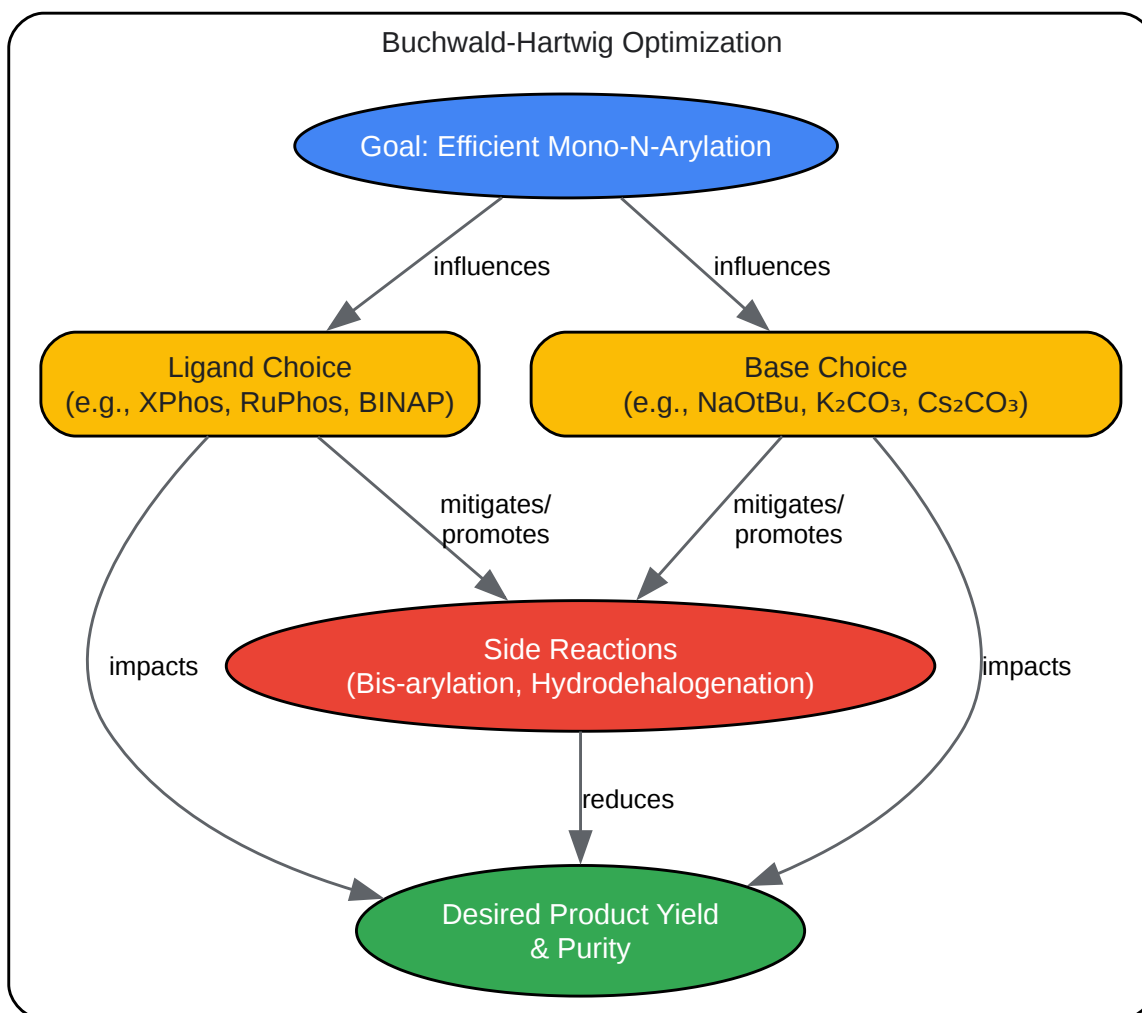 Buchwald-Hartwig Optimization
Goal: Efficient Mono-N-Arylation
influences
influences
Ligand Choice
(e.g., XPhos, RuPhos, BINAP)
Base Choice
(e.g., NaOtBu, K₂CO₃, Cs₂CO₃)
mitigates/
promotes
mitigates/
promotes
impacts
Side Reactions
(Bis-arylation, Hydrodehalogenation)
impacts
reduces
Desired Product Yield
& Purity